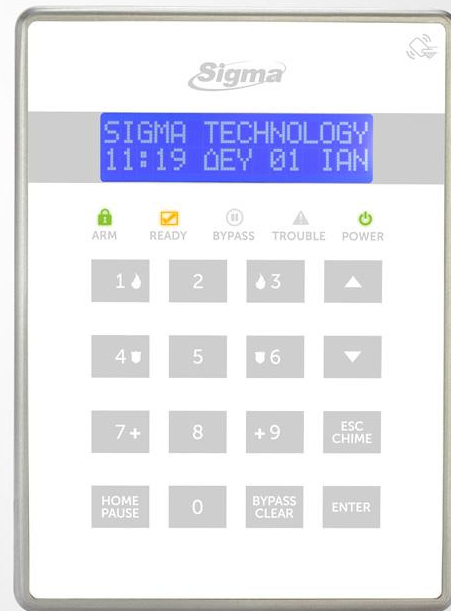 Sigma
SIGMA TECHNOLOGY
11:19 ΔΕΥ 01 ΙΑΝ
ARM READY BYPASS TROUBLE POWER
1 2 3
4 5 6
7+ 8 +9 ESC CHIME
HOME PAUSE 0 BYPASS CLEAR ENTER